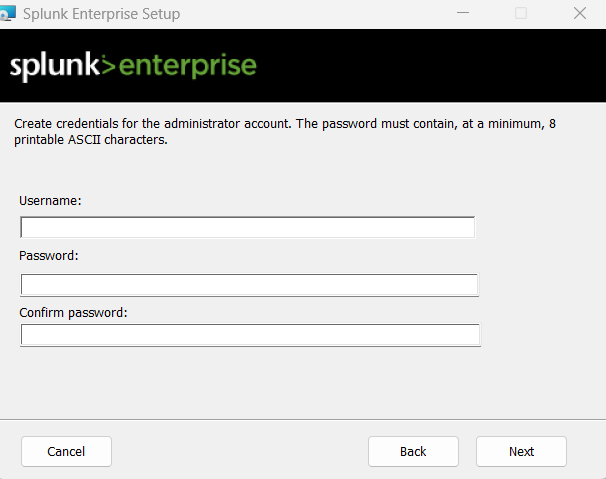 Splunk Enterprise Setup
splunk>enterprise
Create credentials for the administrator account. The password must contain, at a minimum, 8
printable ASCII characters.
Username:
Password:
Confirm password:
Cancel
Back
Next